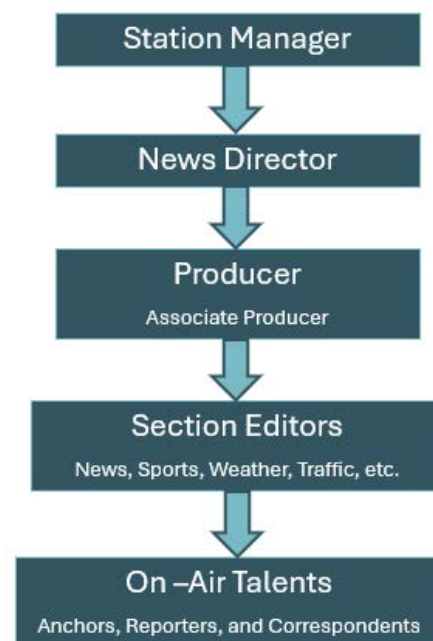 Station Manager
News Director
Producer
Associate Producer
Section Editors
News, Sports, Weather, Traffic, etc.
On –Air Talents
Anchors, Reporters, and Correspondents